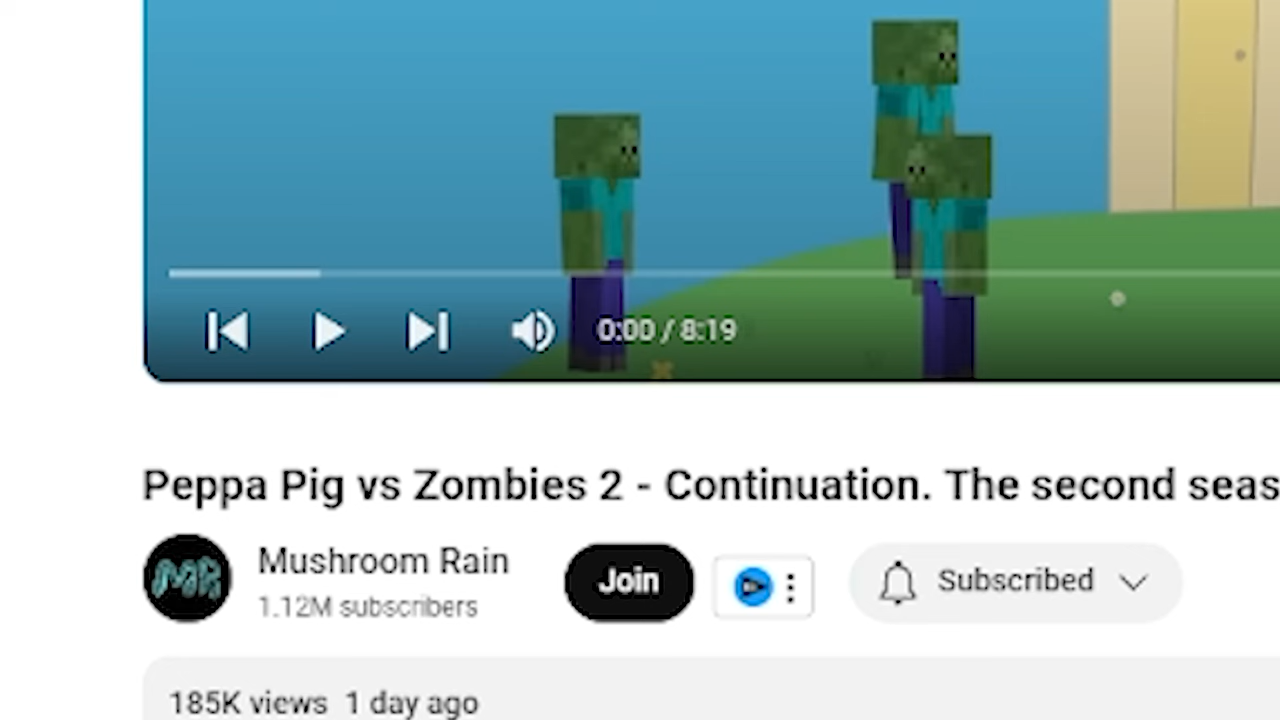 0:00 / 8:19
Peppa Pig vs Zombies 2 - Continuation. The second seas
MR
Mushroom Rain
1.12M subscribers
Join
Subscribed
185K views 1 day ago